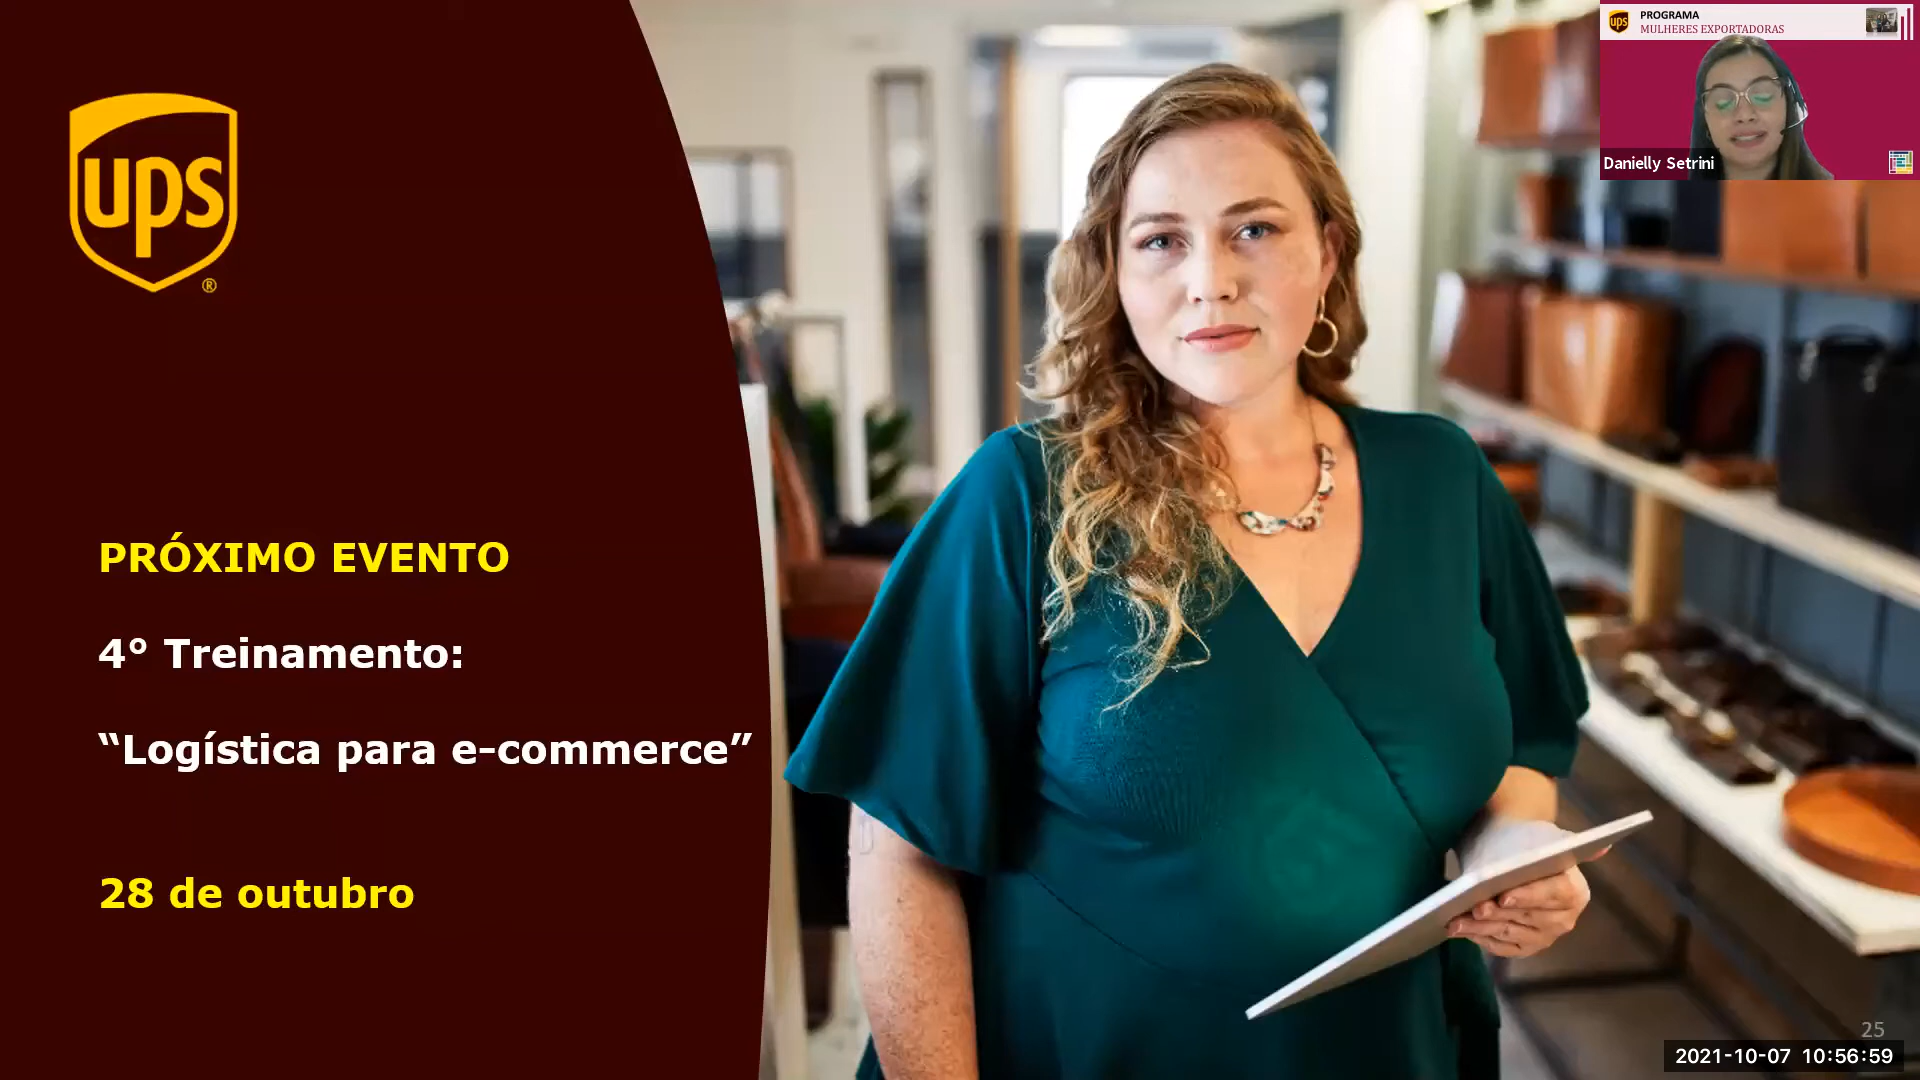 ups
®
PRÓXIMO EVENTO
4° Treinamento:
“Logística para e-commerce”
28 de outubro
ups
PROGRAMA
MULHERES EXPORTADORAS
Danielly Setrini
25
2021-10-07 10:56:59